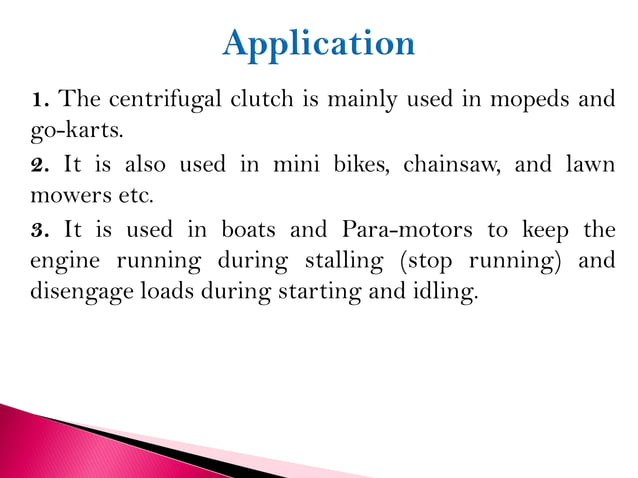 Application
1. The centrifugal clutch is mainly used in mopeds and
go-karts.
2. It is also used in mini bikes, chainsaw, and lawn
mowers etc.
3. It is used in boats and Para-motors to keep the
engine running during stalling (stop running) and
disengage loads during starting and idling.